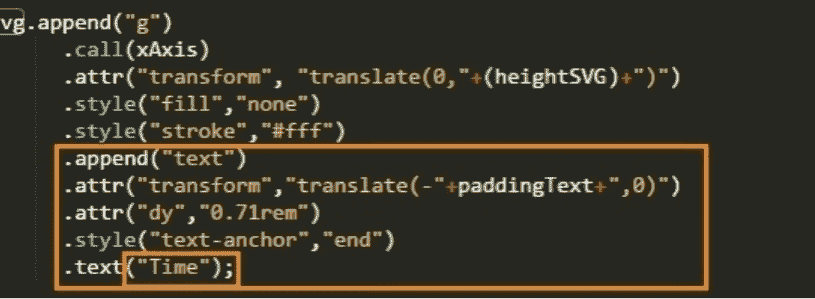 vg.append("g")
.call(xAxis)
.attr("transform", "translate(0,"+(heightSVG)+")")
.style("fill","none")
.style("stroke","#fff")
.append("text")
.attr("transform","translate(-"+paddingText+",0)")
.attr("dy","0.71rem")
.style("text-anchor","end")
.text("Time");